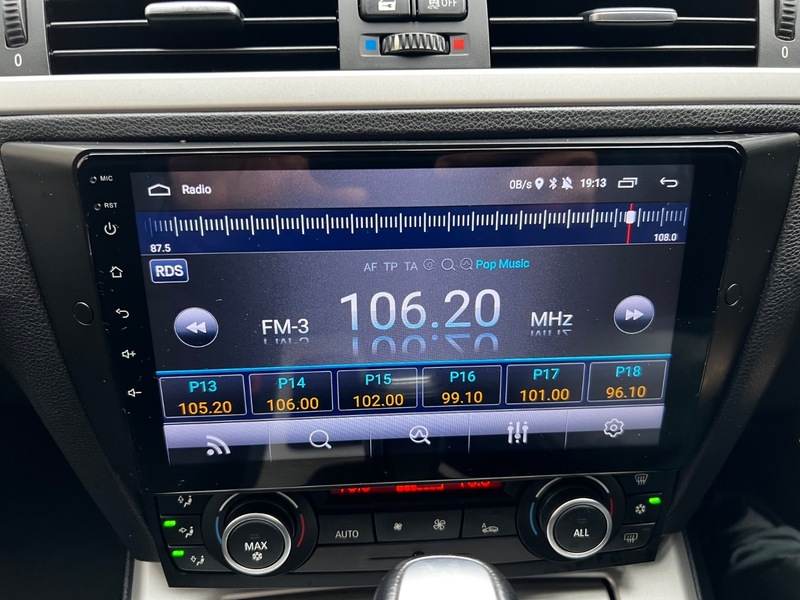 OFF
0
0
MIC
RST
Radio
0B/s 19:13
87.5
108.0
RDS
AF TP TA Pop Music
FM-3 106.20 MHz
P13 P14 P15 P16 P17 P18
105.20 106.00 102.00 99.10 101.00 96.10
MAX
AUTO
ALL